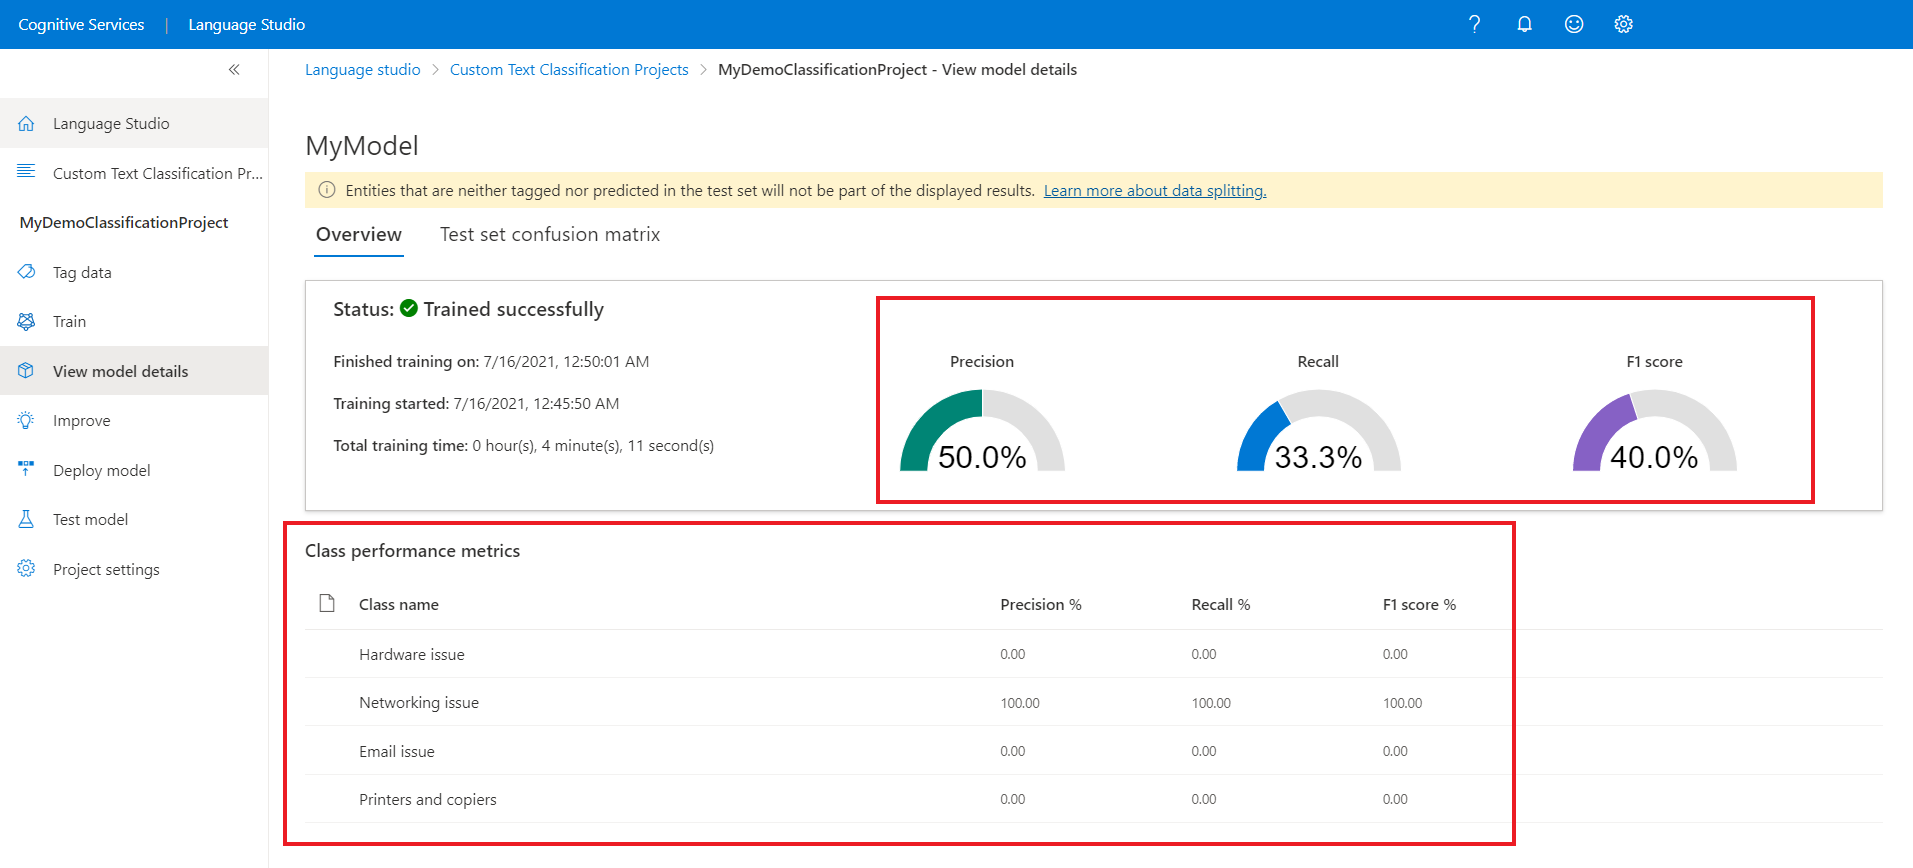 Cognitive Services | Language Studio ?
Language studio > Custom Text Classification Projects > MyDemoClassificationProject - View model details
Language Studio
Custom Text Classification Pr...
MyDemoClassificationProject
Tag data
Train
View model details
Improve
Deploy model
Test model
Project settings
MyModel
Entities that are neither tagged nor predicted in the test set will not be part of the displayed results. Learn more about data splitting.
Overview Test set confusion matrix
Status: Trained successfully
Finished training on: 7/16/2021, 12:50:01 AM
Training started: 7/16/2021, 12:45:50 AM
Total training time: 0 hour(s), 4 minute(s), 11 second(s)
Precision Recall F1 score
50.0% 33.3% 40.0%
Class performance metrics
Class name Precision % Recall % F1 score %
Hardware issue 0.00 0.00 0.00
Networking issue 100.00 100.00 100.00
Email issue 0.00 0.00 0.00
Printers and copiers 0.00 0.00 0.00